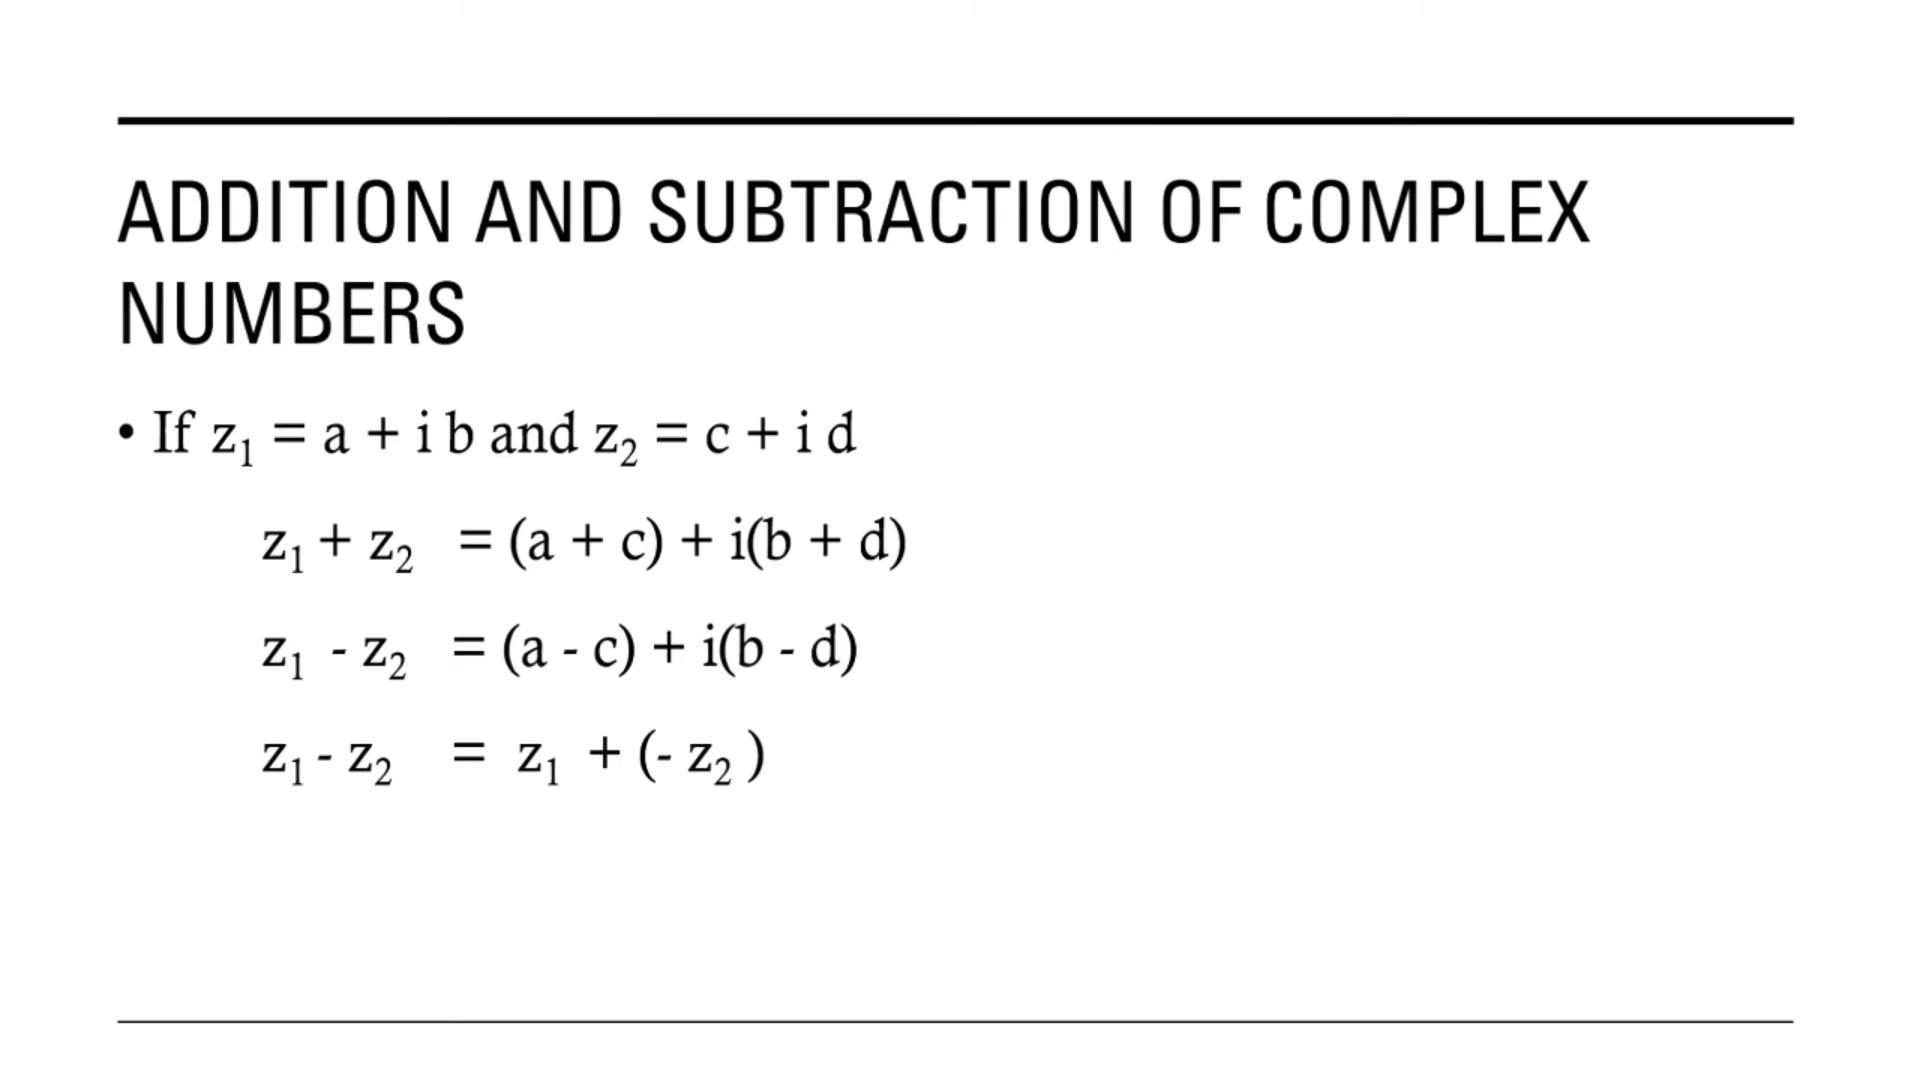 ADDITION AND SUBTRACTION OF COMPLEX
NUMBERS
• If z₁ = a + i b and z₂ = c + i d
z₁ + z₂ = (a + c) + i(b + d)
z₁ - z₂ = (a - c) + i(b - d)
z₁ - z₂ = z₁ + (- z₂ )